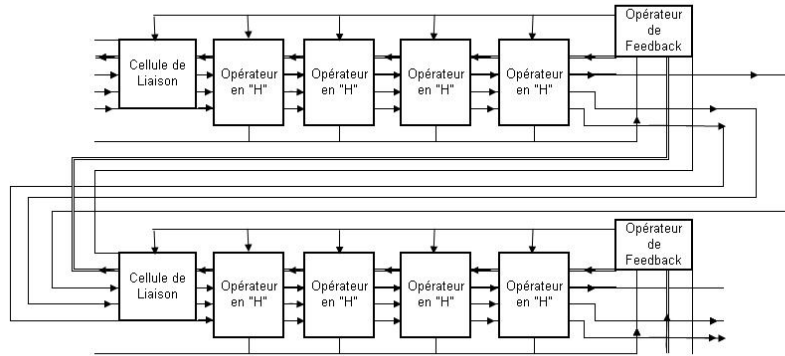 Opérateur
de
Feedback
Cellule de
Liaison
Opérateur
en "H"
Opérateur
en "H"
Opérateur
en "H"
Opérateur
en "H"
Opérateur
de
Feedback
Cellule de
Liaison
Opérateur
en "H"
Opérateur
en "H"
Opérateur
en "H"
Opérateur
en "H"